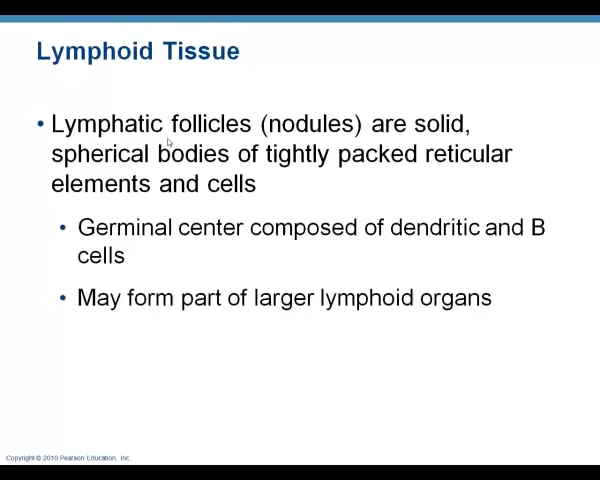 Lymphoid Tissue
• Lymphatic follicles (nodules) are solid,
spherical bodies of tightly packed reticular
elements and cells
• Germinal center composed of dendritic and B
cells
• May form part of larger lymphoid organs
Copyright © 2010 Pearson Education, Inc.